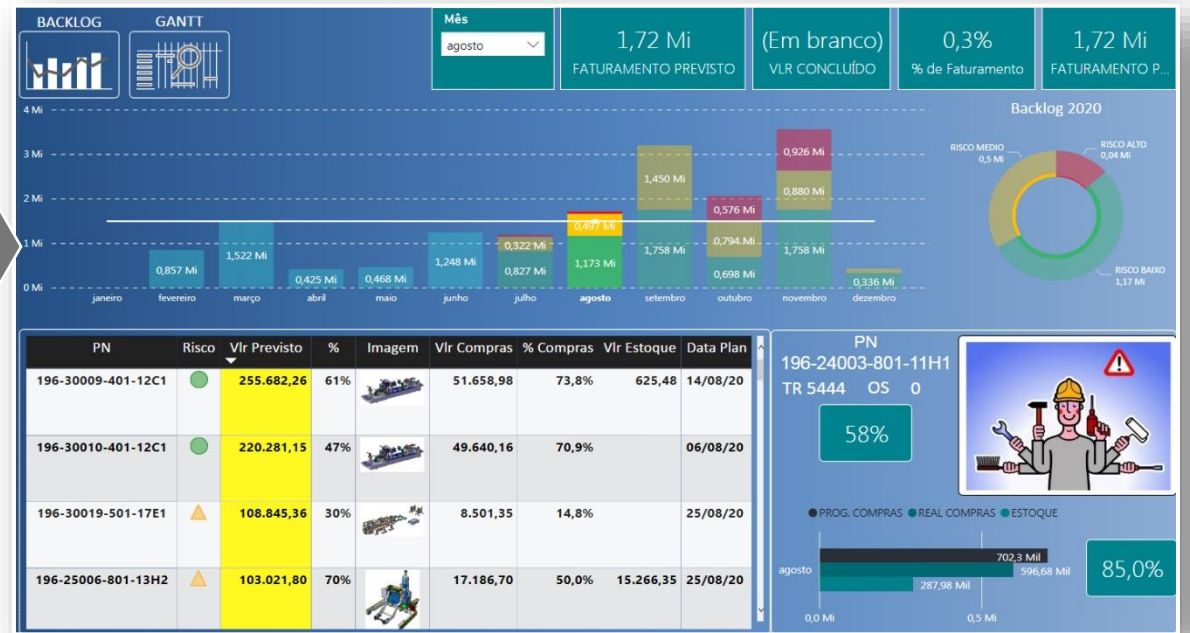 BACKLOG
GANTT
Mês
agosto
1,72 Mi
FATURAMENTO PREVISTO
(Em branco)
VLR CONCLUÍDO
0,3%
% de Faturamento
1,72 Mi
FATURAMENTO P...
4 Mi
3 Mi
2 Mi
1 Mi
0 Mi
0,857 Mi
1,522 Mi
0,425 Mi
0,468 Mi
1,248 Mi
0,322 Mi
0,827 Mi
0,497 Mi
1,173 Mi
1,450 Mi
1,758 Mi
0,576 Mi
0,794 Mi
0,698 Mi
0,926 Mi
0,880 Mi
1,758 Mi
0,336 Mi
janeiro fevereiro março abril maio junho julho agosto setembro outubro novembro dezembro
Backlog 2020
RISCO MEDIO
0,5 Mi
RISCO ALTO
0,04 Mi
RISCO BAIXO
1,17 Mi
PN Risco Vlr Previsto % Imagem Vlr Compras % Compras Vlr Estoque Data Plan
196-30009-401-12C1 255.682,26 61% 51.658,98 73,8% 625,48 14/08/20
196-30010-401-12C1 220.281,15 47% 49.640,16 70,9% 06/08/20
196-30019-501-17E1 108.845,36 30% 8.501,35 14,8% 25/08/20
196-25006-801-13H2 103.021,80 70% 17.186,70 50,0% 15.266,35 25/08/20
PN
196-24003-801-11H1
TR 5444 OS 0
58%
PROG. COMPRAS REAL COMPRAS ESTOQUE
agosto
702,3 Mil
596,68 Mil
287,98 Mil
0,0 Mi 0,5 Mi
85,0%